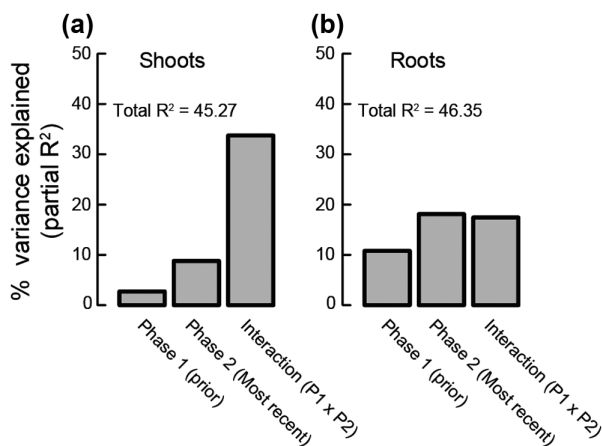 (a)
Shoots
Total R² = 45.27
% variance explained
(partial R²)
50
40
30
20
10
0
Phase 1 (prior)
Phase 2 (Most recent)
Interaction (P1 x P2)
(b)
Roots
Total R² = 46.35
50
40
30
20
10
0
Phase 1 (prior)
Phase 2 (Most recent)
Interaction (P1 x P2)